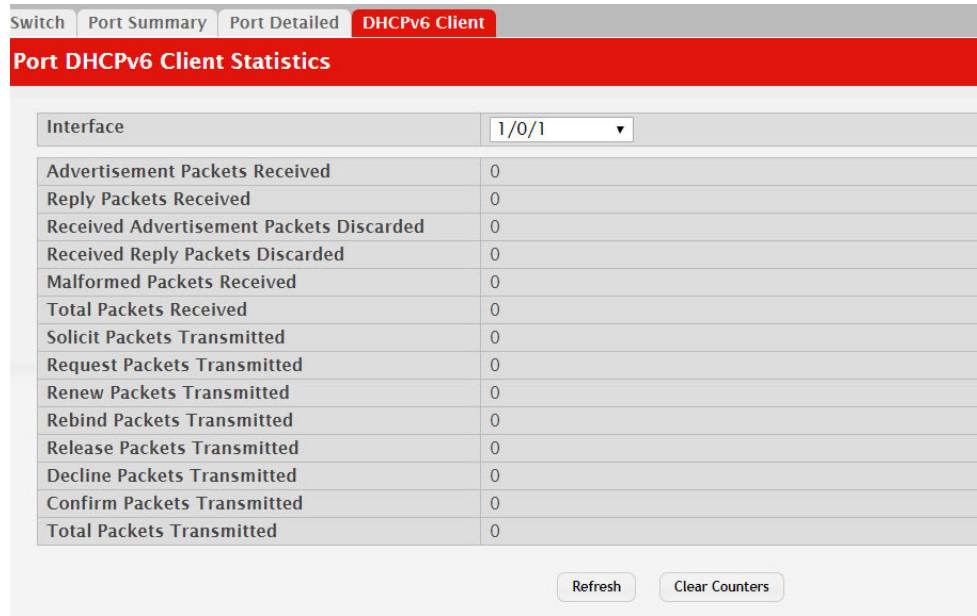 Switch Port Summary Port Detailed DHCPv6 Client
Port DHCPv6 Client Statistics
Interface 1/0/1
Advertisement Packets Received 0
Reply Packets Received 0
Received Advertisement Packets Discarded 0
Received Reply Packets Discarded 0
Malformed Packets Received 0
Total Packets Received 0
Solicit Packets Transmitted 0
Request Packets Transmitted 0
Renew Packets Transmitted 0
Rebind Packets Transmitted 0
Release Packets Transmitted 0
Decline Packets Transmitted 0
Confirm Packets Transmitted 0
Total Packets Transmitted 0
Refresh Clear Counters